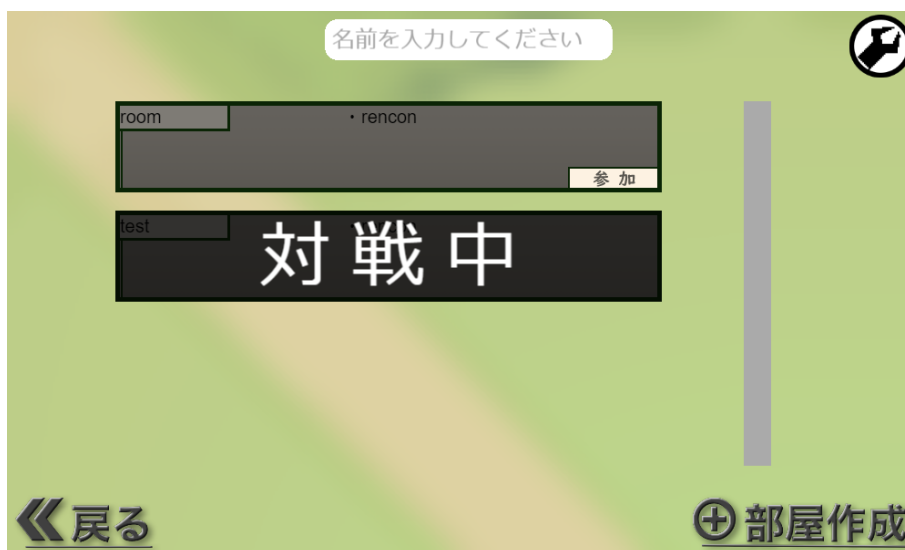 名前を入力してください
room
・rencon
参加
test
対戦中
戻る
部屋作成